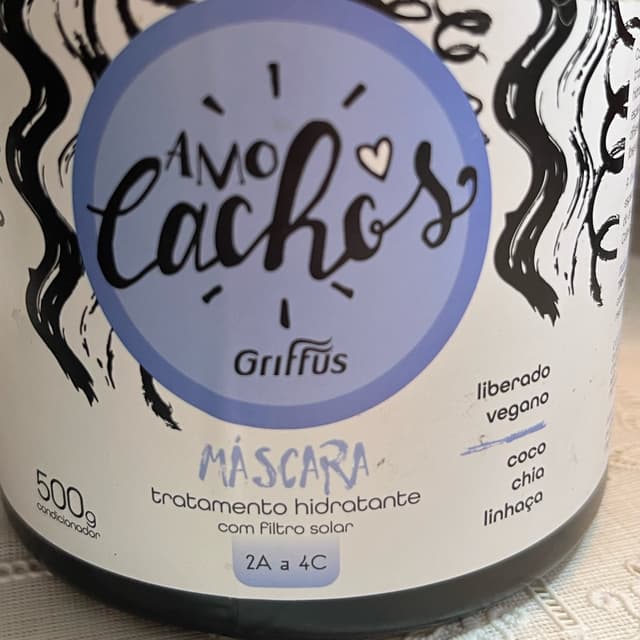 AMO
Cachos
Griffus
MÁSCARA
tratamento hidratante
com filtro solar
2A a 4C
500g
condicionador
liberado
vegano
coco
chia
linhaça